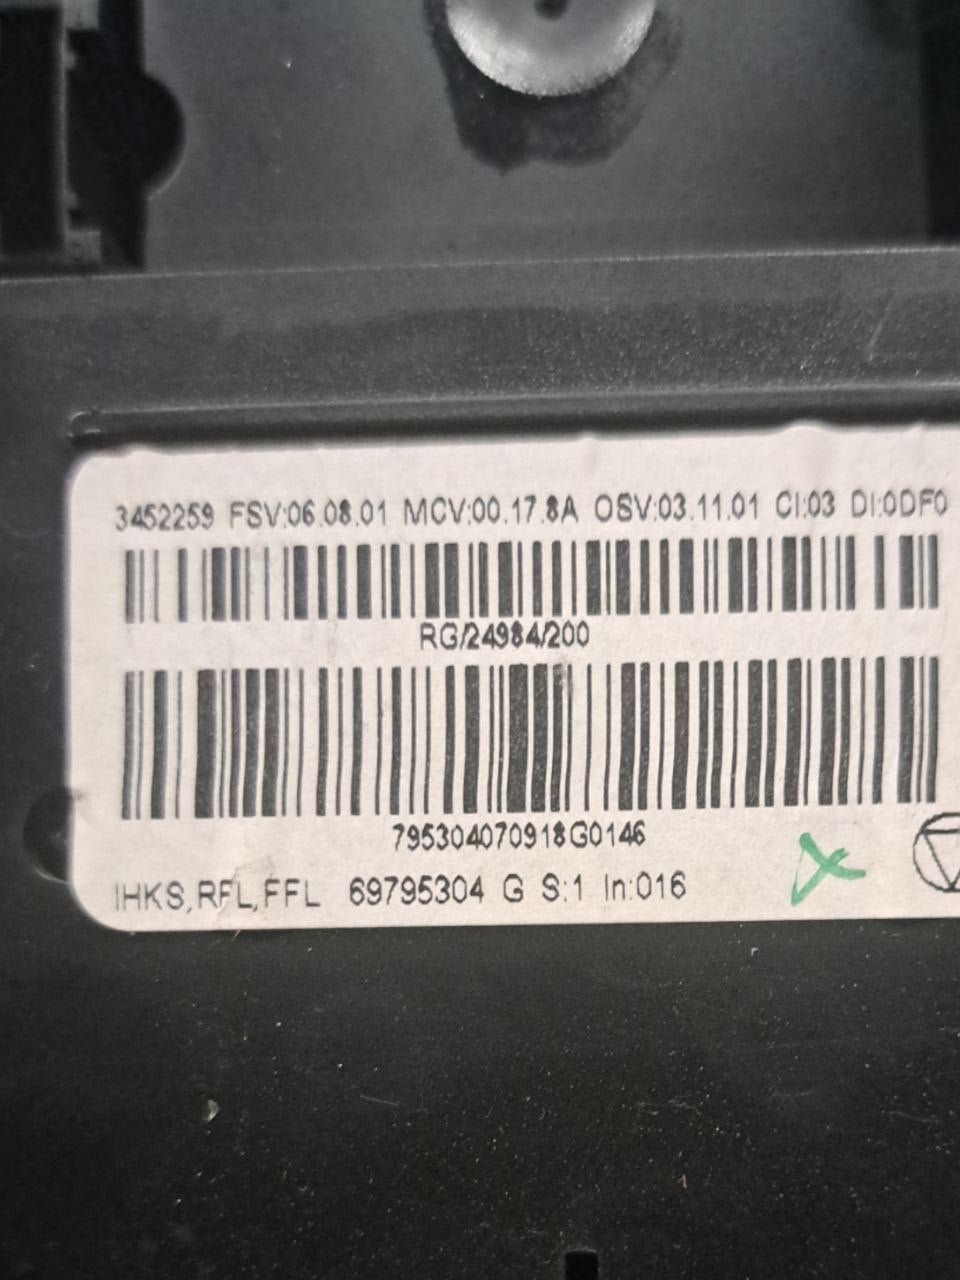 3452259 FSV:06.08.01 MCV:00.17.8A OSV:03.11.01 CI:03 DI:0DF0
RG/24984/200
795304070918G0146
IHKS,RFL,FFL 69795304 G S:1 In:016